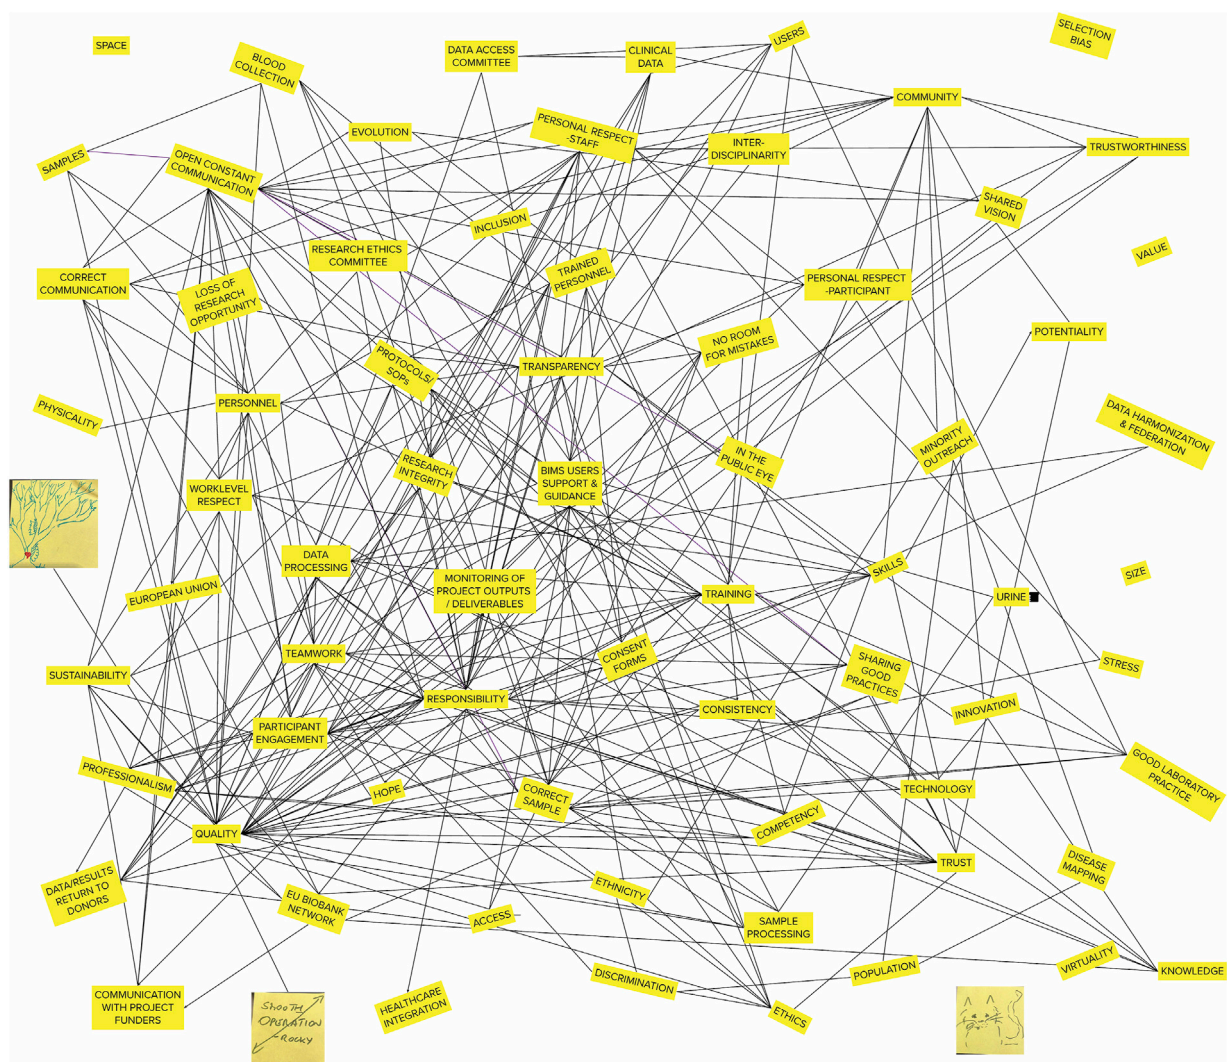 SPACE
BLOOD
COLLECTION
DATA ACCESS
COMMITTEE
CLINICAL
DATA
USERS
SELECTION
BIAS
COMMUNITY
EVOLUTION
PERSONAL RESPECT
-STAFF
INTER-
DISCIPLINARITY
TRUSTWORTHINESS
SAMPLES
OPEN CONSTANT
COMMUNICATION
INCLUSION
SHARED
VISION
VALUE
RESEARCH ETHICS
COMMITTEE
CORRECT
COMMUNICATION
LOSS OF
RESEARCH
OPPORTUNITY
TRAINED
PERSONNEL
PERSONAL RESPECT
-PARTICIPANT
POTENTIALITY
NO ROOM
FOR MISTAKES
PROTOCOLS/
SOPs
TRANSPARENCY
PERSONNEL
PHYSICALITY
DATA HARMONIZATION
& FEDERATION
MINORITY
OUTREACH
IN THE
PUBLIC EYE
RESEARCH
INTEGRITY
BIMS USERS
SUPPORT &
GUIDANCE
WORKLEVEL
RESPECT
DATA
PROCESSING
SKILLS
SIZE
EUROPEAN UNION
MONITORING OF
PROJECT OUTPUTS
/ DELIVERABLES
TRAINING
URINE
TEAMWORK
CONSENT
FORMS
SHARING
GOOD
PRACTICES
STRESS
SUSTAINABILITY
RESPONSIBILITY
CONSISTENCY
INNOVATION
PARTICIPANT
ENGAGEMENT
PROFESSIONALISM
HOPE
CORRECT
SAMPLE
TECHNOLOGY
GOOD LABORATORY
PRACTICE
COMPETENCY
QUALITY
TRUST
DISEASE
MAPPING
DATA/RESULTS
RETURN TO
DONORS
EU BIOBANK
NETWORK
ACCESS
ETHNICITY
SAMPLE
PROCESSING
VIRTUALITY
KNOWLEDGE
POPULATION
DISCRIMINATION
COMMUNICATION
WITH PROJECT
FUNDERS
SMOOTH
OPERATION
ROCKY
HEALTHCARE
INTEGRATION
ETHICS